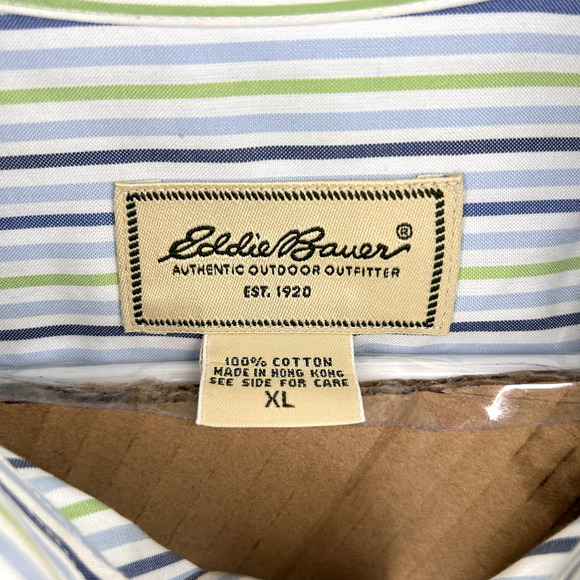 Eddie Bauer®
AUTHENTIC OUTDOOR OUTFITTER
EST. 1920
100% COTTON
MADE IN HONG KONG
SEE SIDE FOR CARE
XL